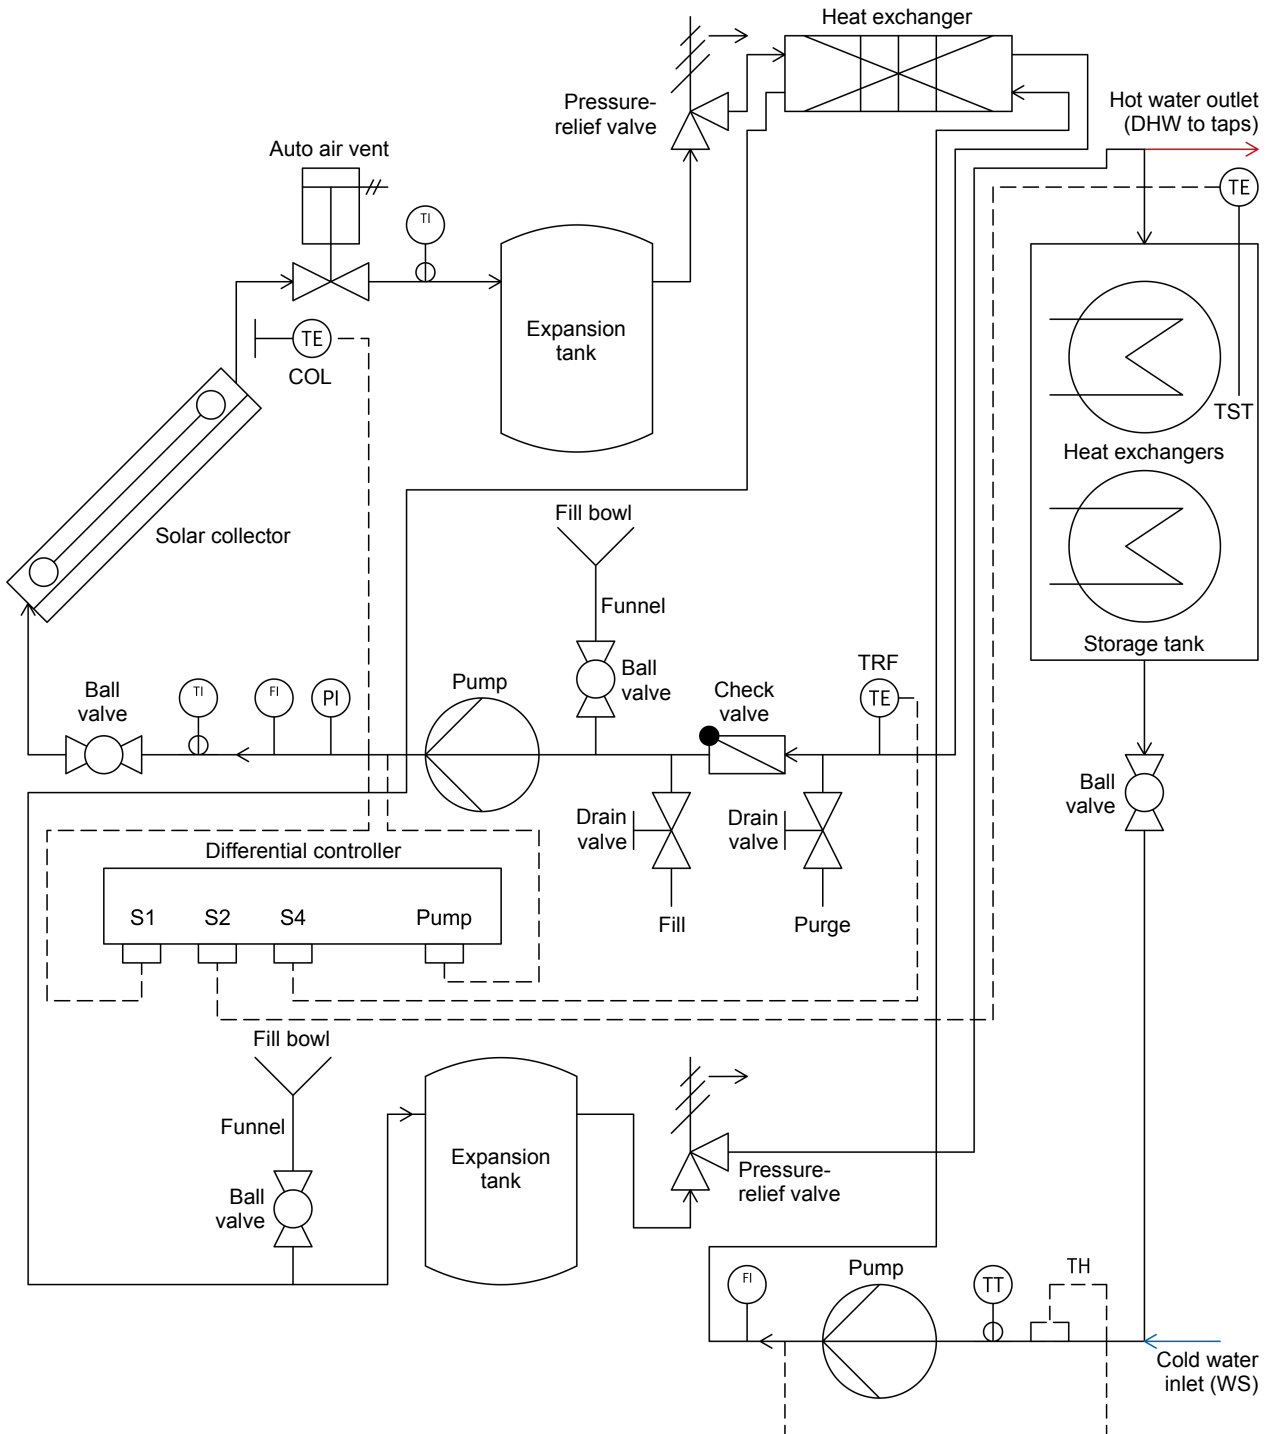 Heat exchanger
Pressure-
relief valve
Hot water outlet
(DHW to taps)
Auto air vent
TE
TI
TE
COL
Expansion
tank
TST
Heat exchangers
Solar collector
Fill bowl
Funnel
Storage tank
TRF
Ball
valve
TI
FI
PI
Pump
Ball
valve
Check
valve
TE
Ball
valve
Drain
valve
Drain
valve
Differential controller
S1
S2
S4
Pump
Fill
Purge
Fill bowl
Funnel
Expansion
tank
Pressure-
relief valve
Ball
valve
FI
Pump
TT
TH
Cold water
inlet (WS)